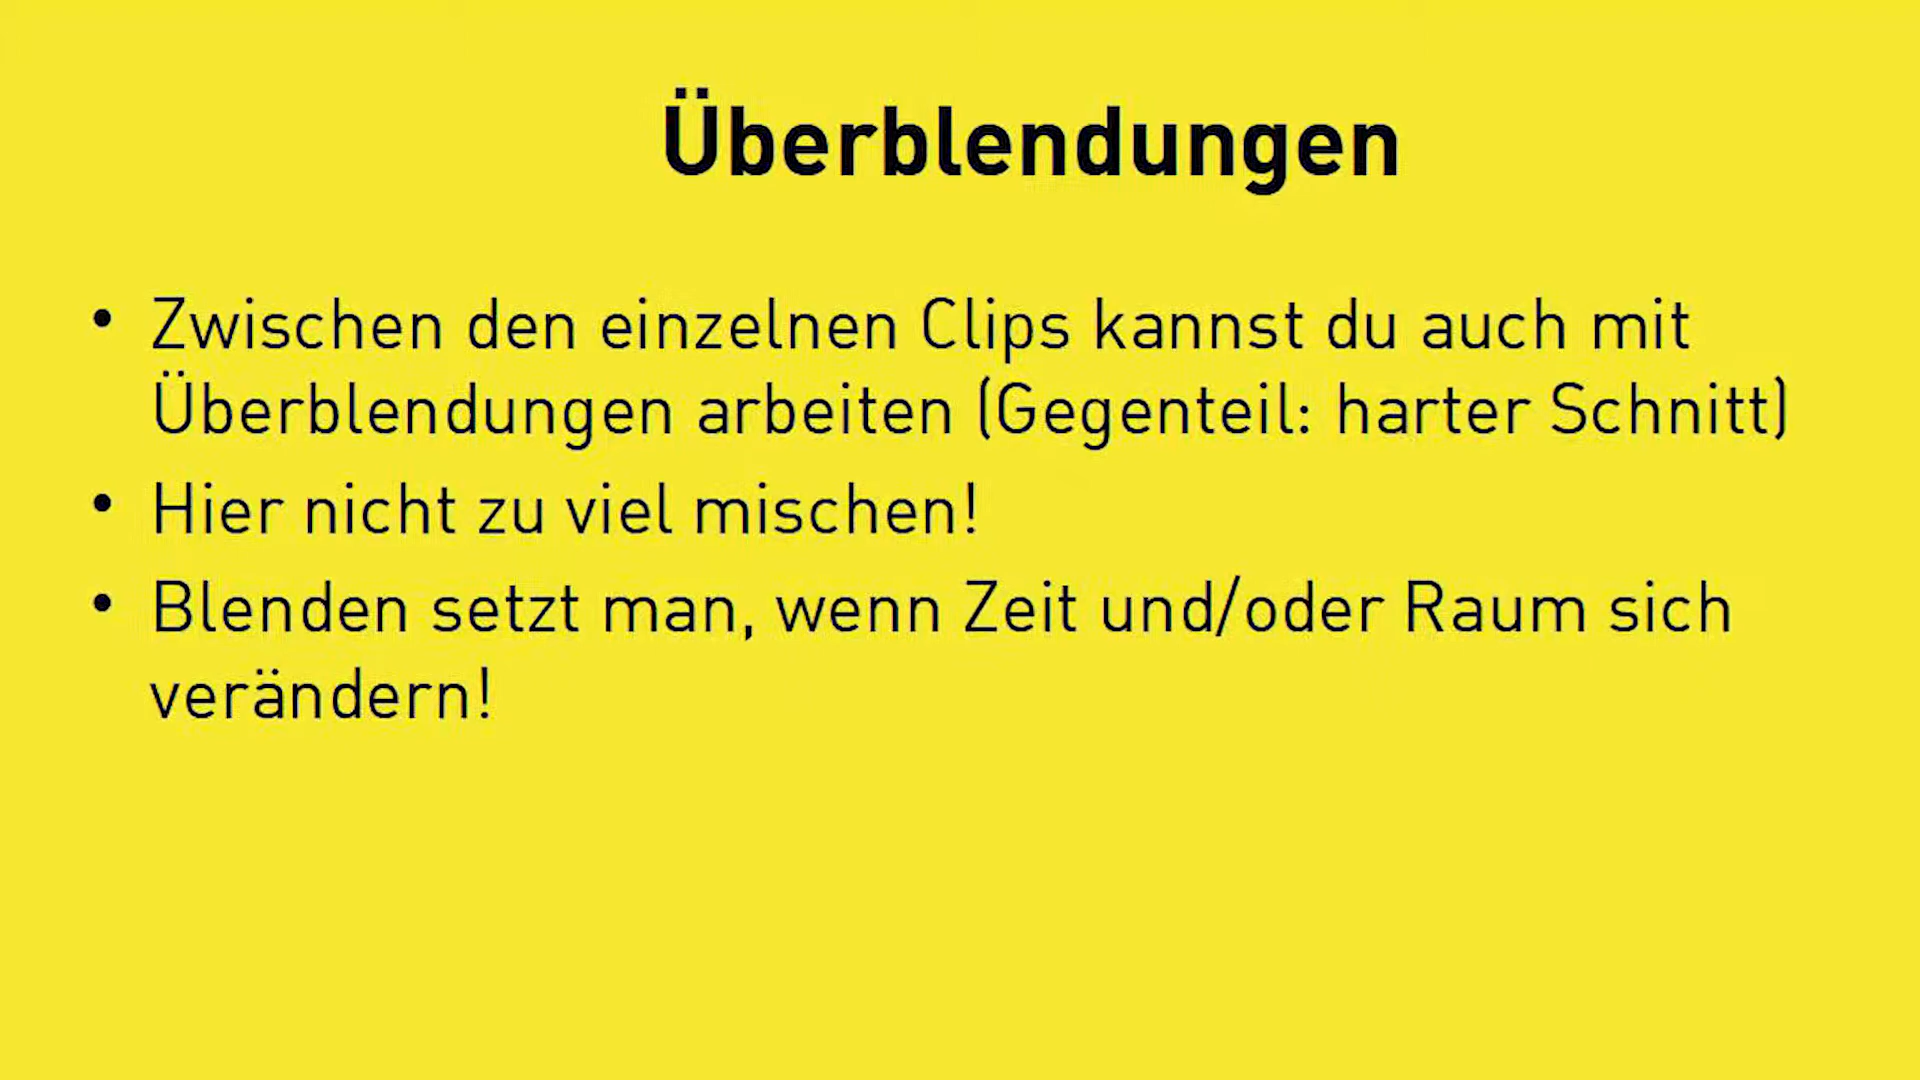 Überblendungen
• Zwischen den einzelnen Clips kannst du auch mit
Überblendungen arbeiten (Gegenteil: harter Schnitt)
• Hier nicht zu viel mischen!
• Blenden setzt man, wenn Zeit und/oder Raum sich
verändern!